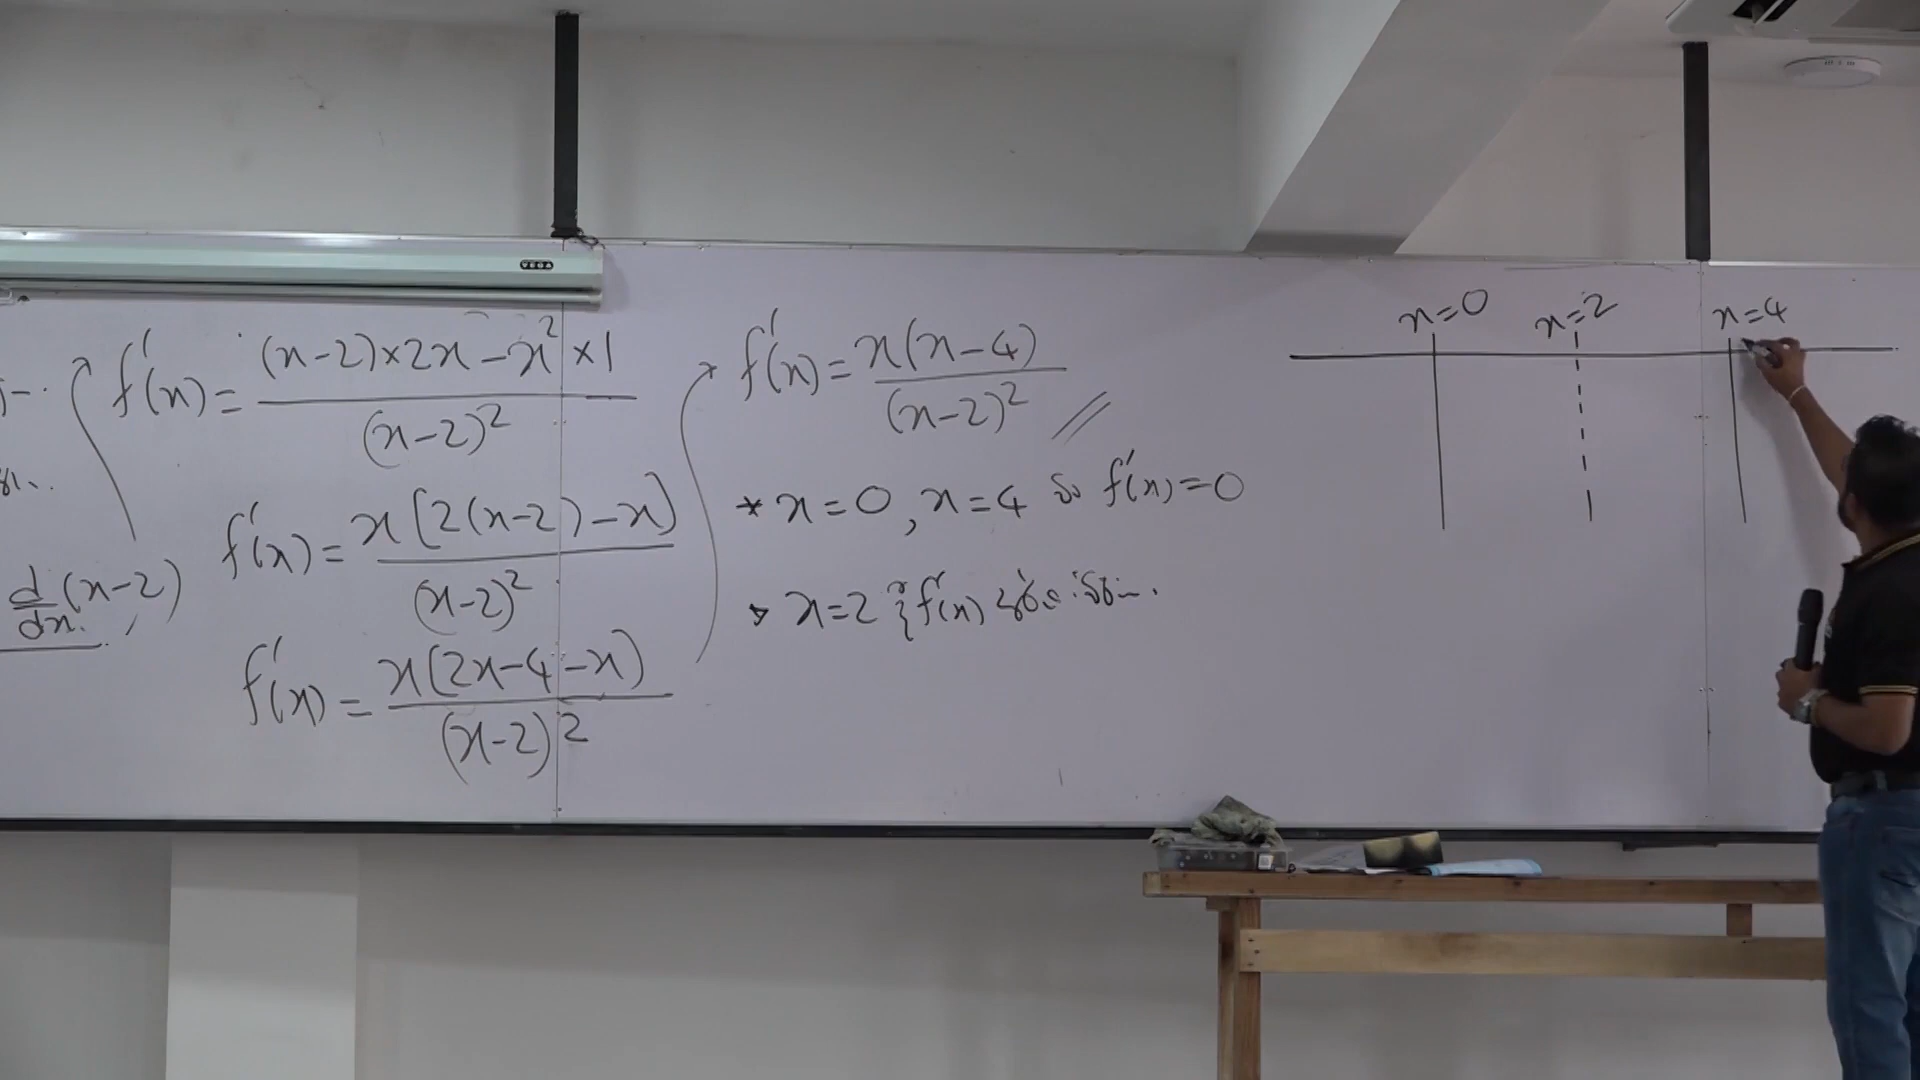 f'(x) = (x-2)×2x - x²×1 / (x-2)²
d/dx (x-2)
f'(x) = x[2(x-2)-x] / (x-2)²
f'(x) = x(2x-4-x) / (x-2)²
f'(x) = x(x-4) / (x-2)²
* x=0, x=4 f'(x)=0
* x=2 f'(x)
x=0 x=2 x=4
VEGA